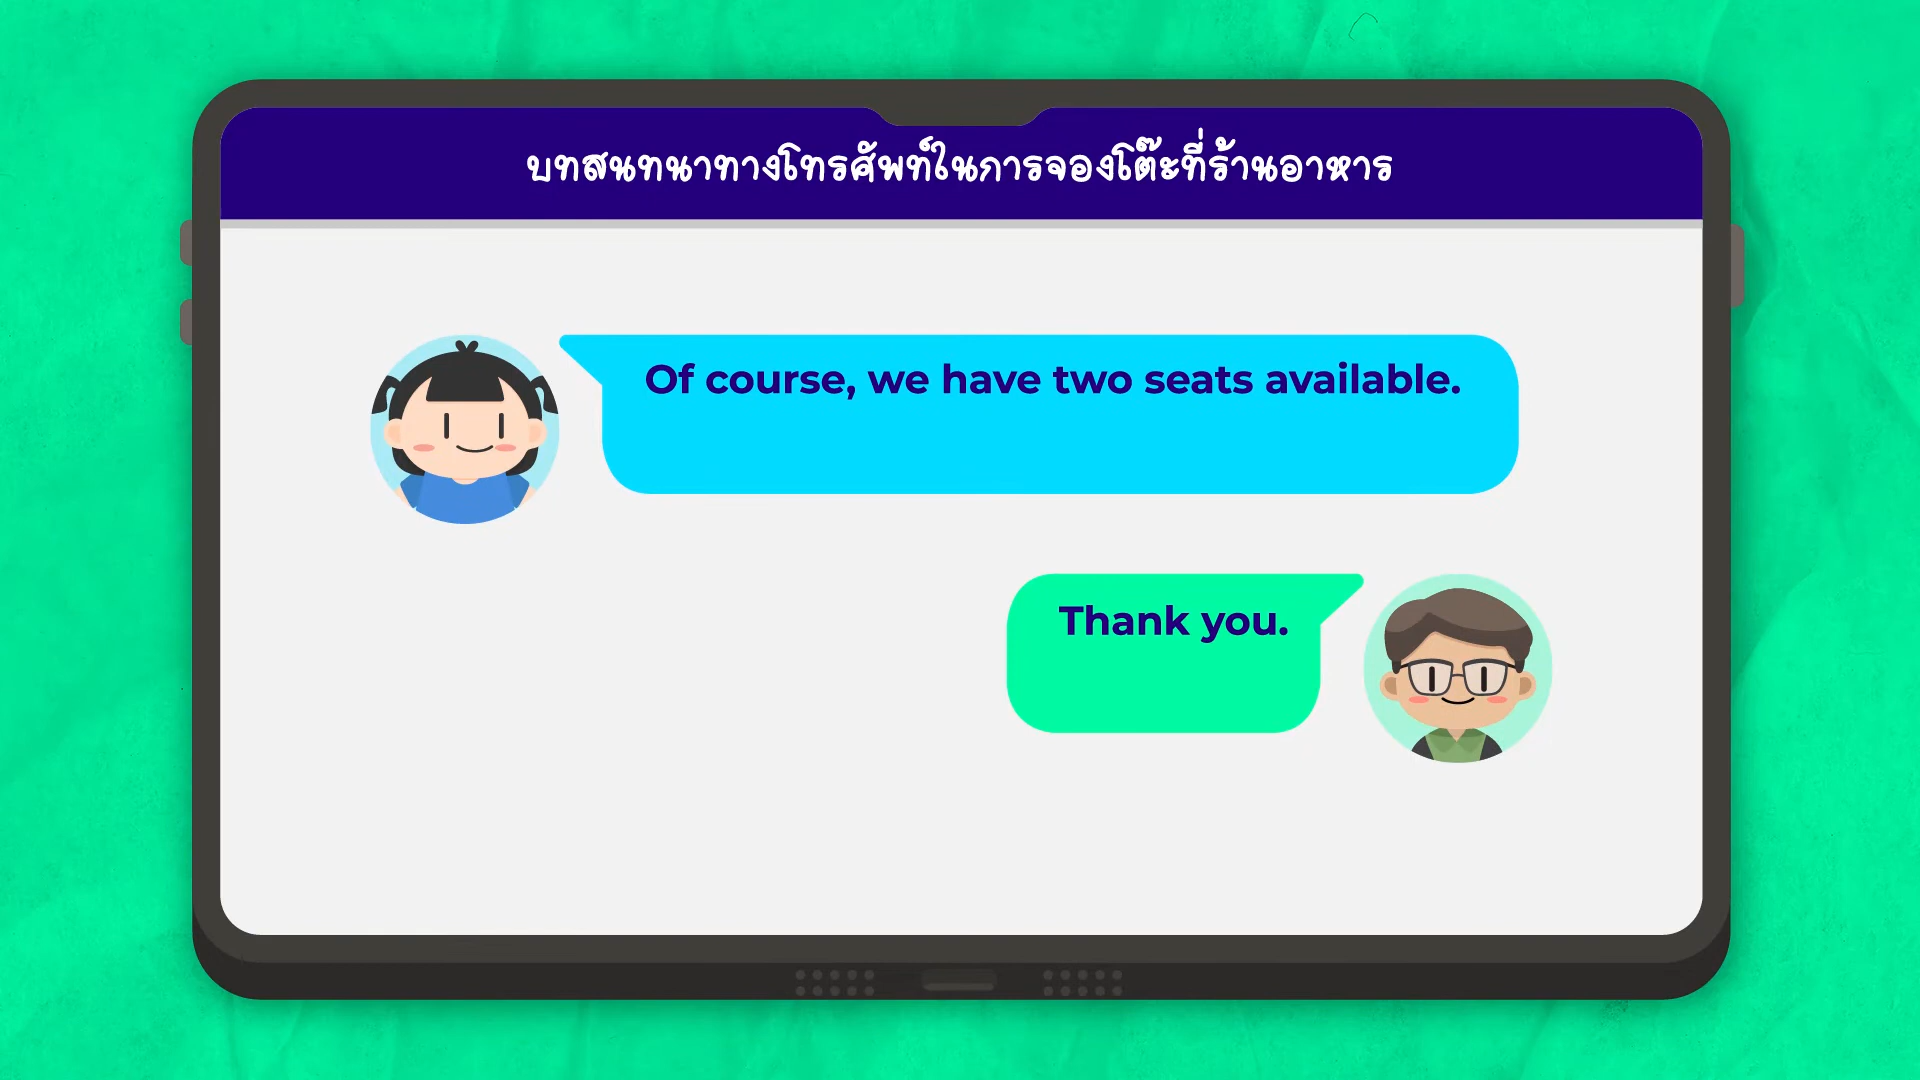 บทสนทนาทางโทรศัพท์ในการจองโต๊ะที่ร้านอาหาร
Of course, we have two seats available.
Thank you.